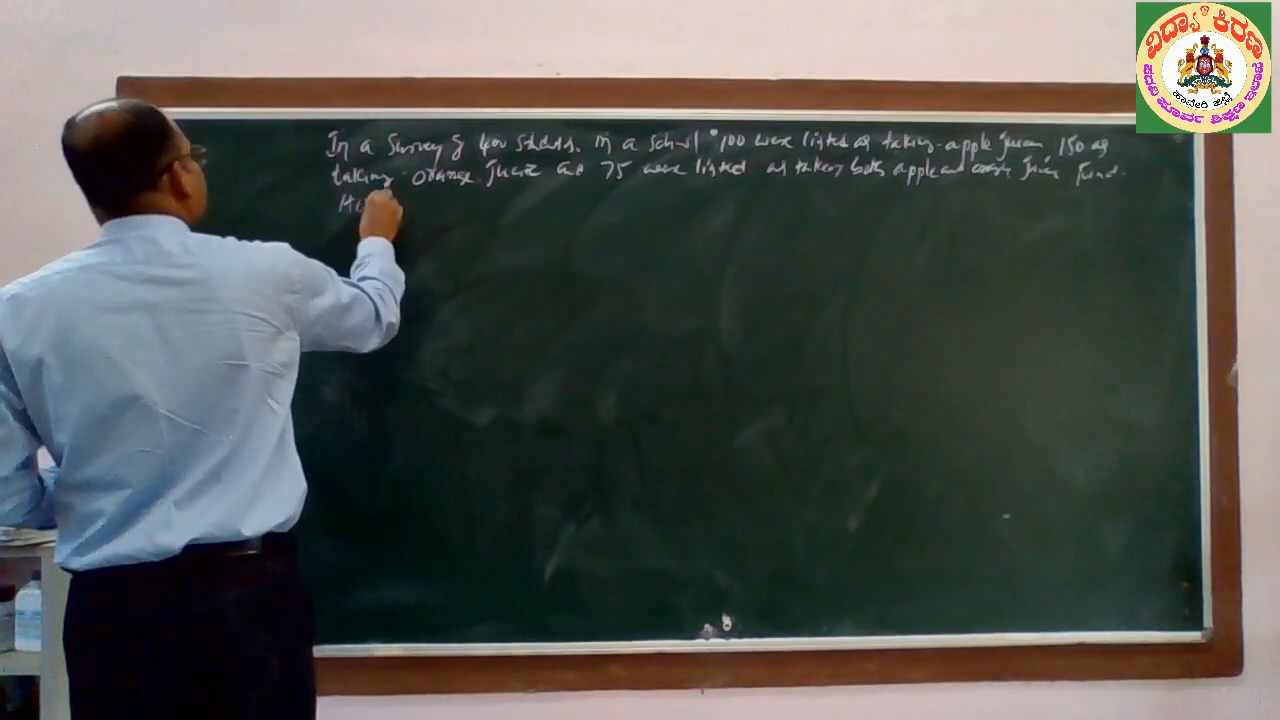 In a Survey of 400 students in a school 100 were listed as taking apple juice, 150 as
taking orange juice and 75 were listed as taking both apple and orange juice Find.
ವಿದ್ಯಾ ಕಿರಣ